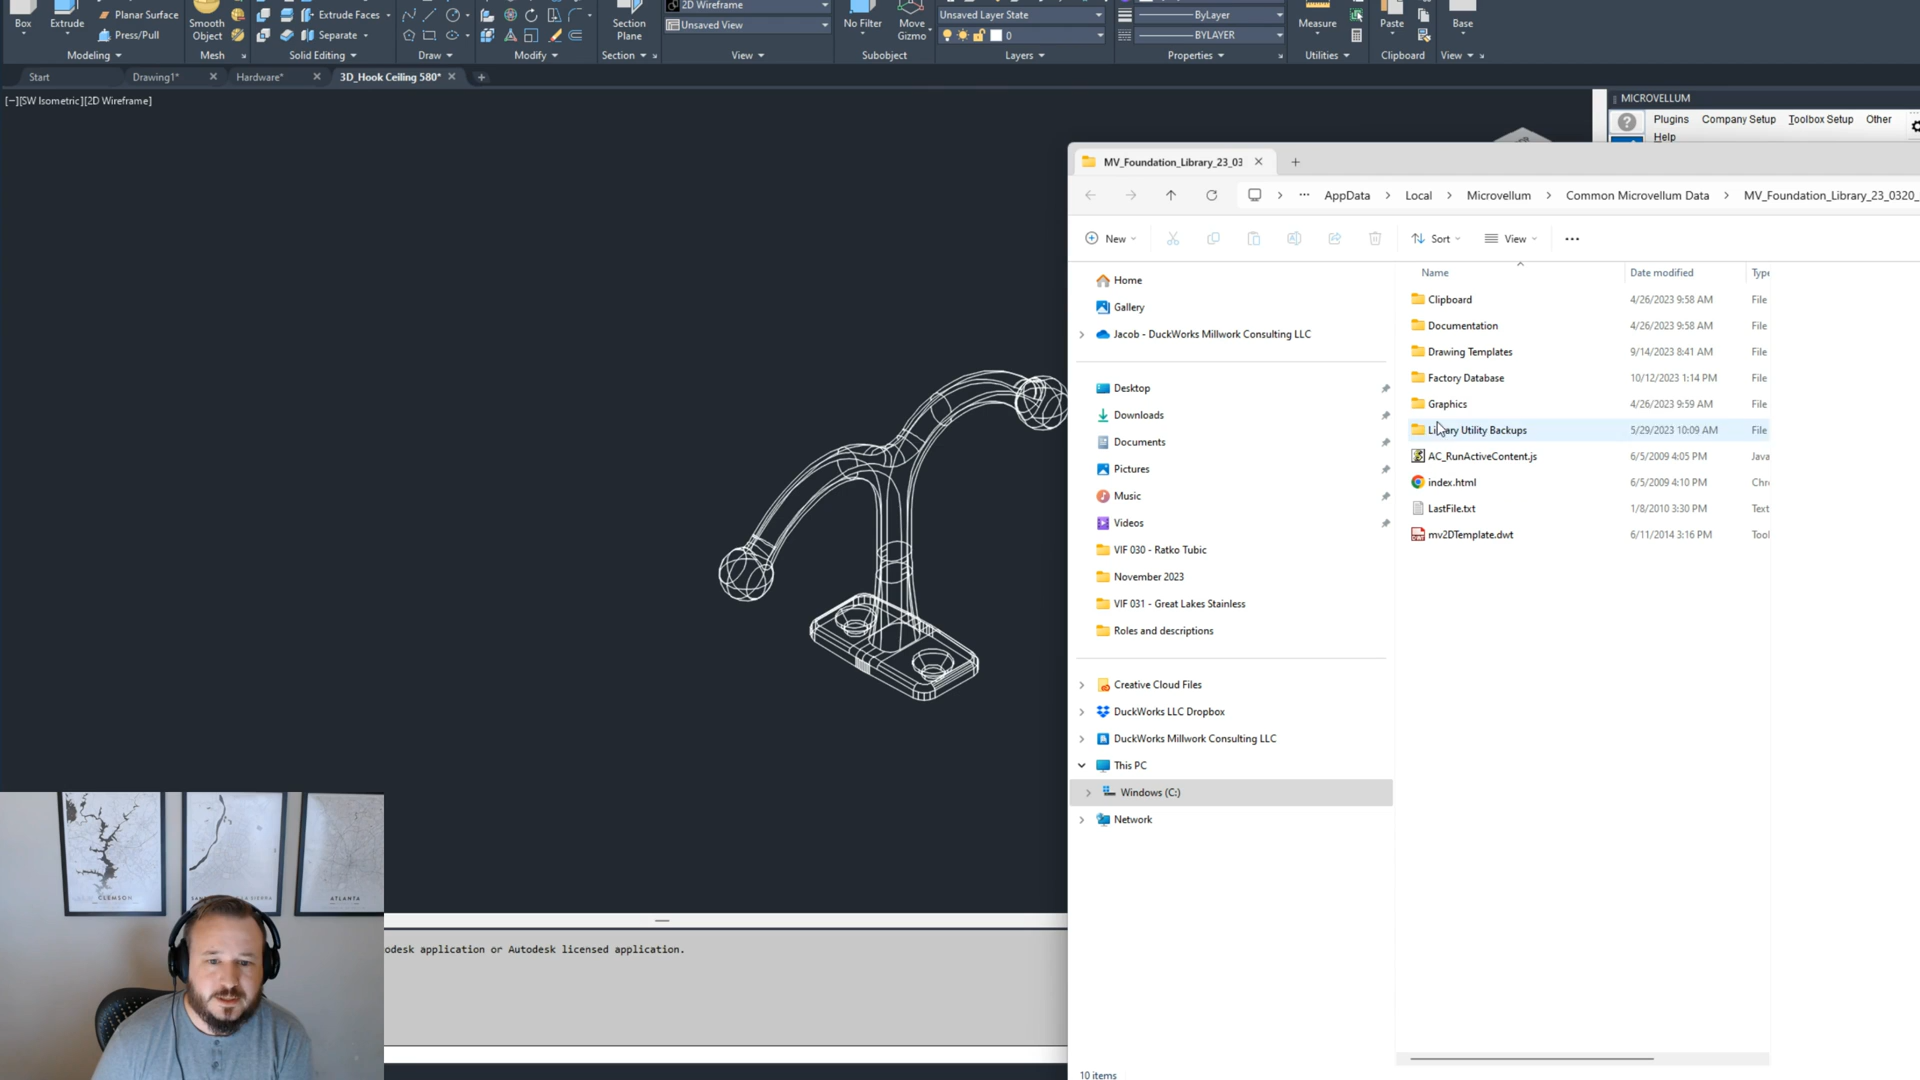 Box
Extrude
Planar Surface
Press/Pull
Smooth
Object
Extrude Faces
Separate
Section
Plane
2D Wireframe
Unsaved View
No Filter
Move
Gizmo
Unsaved Layer State
0
ByLayer
BYLAYER
Measure
Paste
Base
Modeling
Mesh
Solid Editing
Draw
Modify
Section
View
Subobject
Layers
Properties
Utilities
Clipboard
View
Start
Drawing1*
Hardware*
3D_Hook Ceiling 580*
[−][SW Isometric][2D Wireframe]
MICROVELLUM
Plugins Company Setup Toolbox Setup Other
Help
MV_Foundation_Library_23_03
AppData > Local > Microvellum > Common Microvellum Data > MV_Foundation_Library_23_0320_
New
Sort
View
Home
Gallery
Jacob - DuckWorks Millwork Consulting LLC
Desktop
Downloads
Documents
Pictures
Music
Videos
VIF 030 - Ratko Tubic
November 2023
VIF 031 - Great Lakes Stainless
Roles and descriptions
Creative Cloud Files
DuckWorks LLC Dropbox
DuckWorks Millwork Consulting LLC
This PC
Windows (C:)
Network
Name Date modified Type
Clipboard 4/26/2023 9:58 AM File
Documentation 4/26/2023 9:58 AM File
Drawing Templates 9/14/2023 8:41 AM File
Factory Database 10/12/2023 1:14 PM File
Graphics 4/26/2023 9:59 AM File
Library Utility Backups 5/29/2023 10:09 AM File
AC_RunActiveContent.js 6/5/2009 4:05 PM Java
index.html 6/5/2009 4:10 PM Chr
LastFile.txt 1/8/2010 3:30 PM Text
mv2DTemplate.dwt 6/11/2014 3:16 PM Tool
10 items
odesk application or Autodesk licensed application.
CLEMSON
ATLANTA